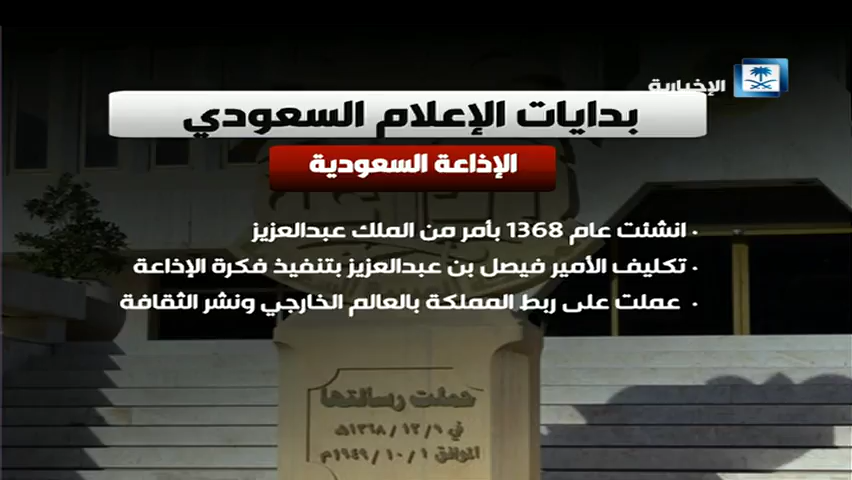 الإخبارية
بدايات الإعلام السعودي
الإذاعة السعودية
· انشئت عام 1368 بأمر من الملك عبدالعزيز
· تكليف الأمير فيصل بن عبدالعزيز بتنفيذ فكرة الإذاعة
· عملت على ربط المملكة بالعالم الخارجي ونشر الثقافة
حملت رسالتها
في ٩ / ١٢ / ١٣٦٨هـ
الموافق ١ / ١٠ / ١٩٤٩م